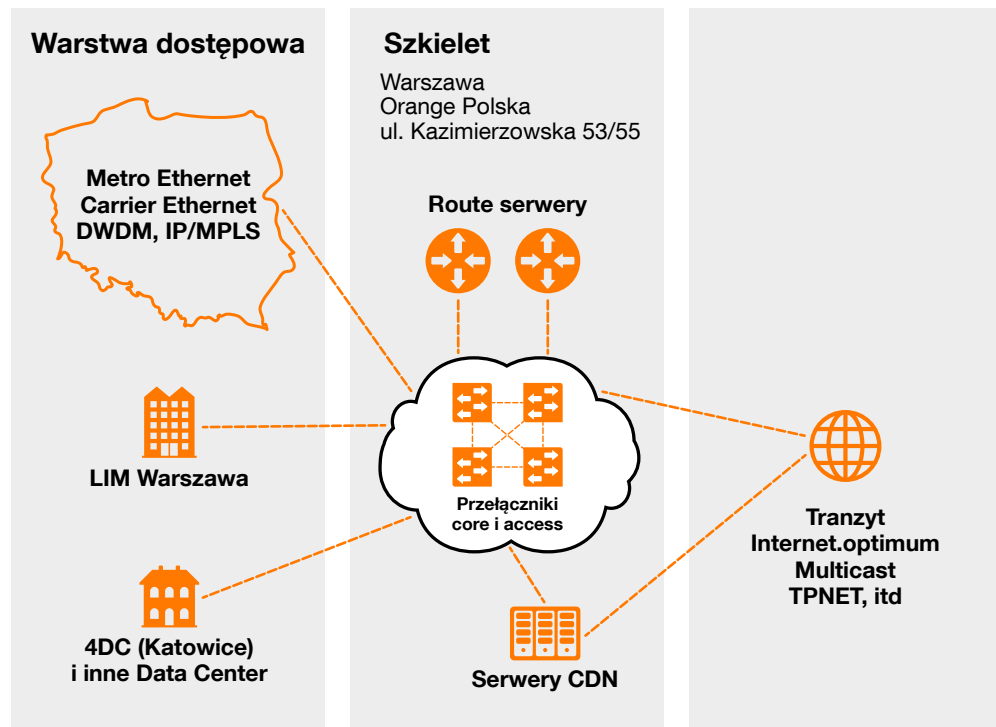 Warstwa dostępowa
Metro Ethernet
Carrier Ethernet
DWDM, IP/MPLS
LIM Warszawa
4DC (Katowice)
i inne Data Center
Szkielet
Warszawa
Orange Polska
ul. Kazimierzowska 53/55
Route serwery
Przełączniki
core i access
Serwery CDN
Tranzyt
Internet.optimum
Multicast
TPNET, itd